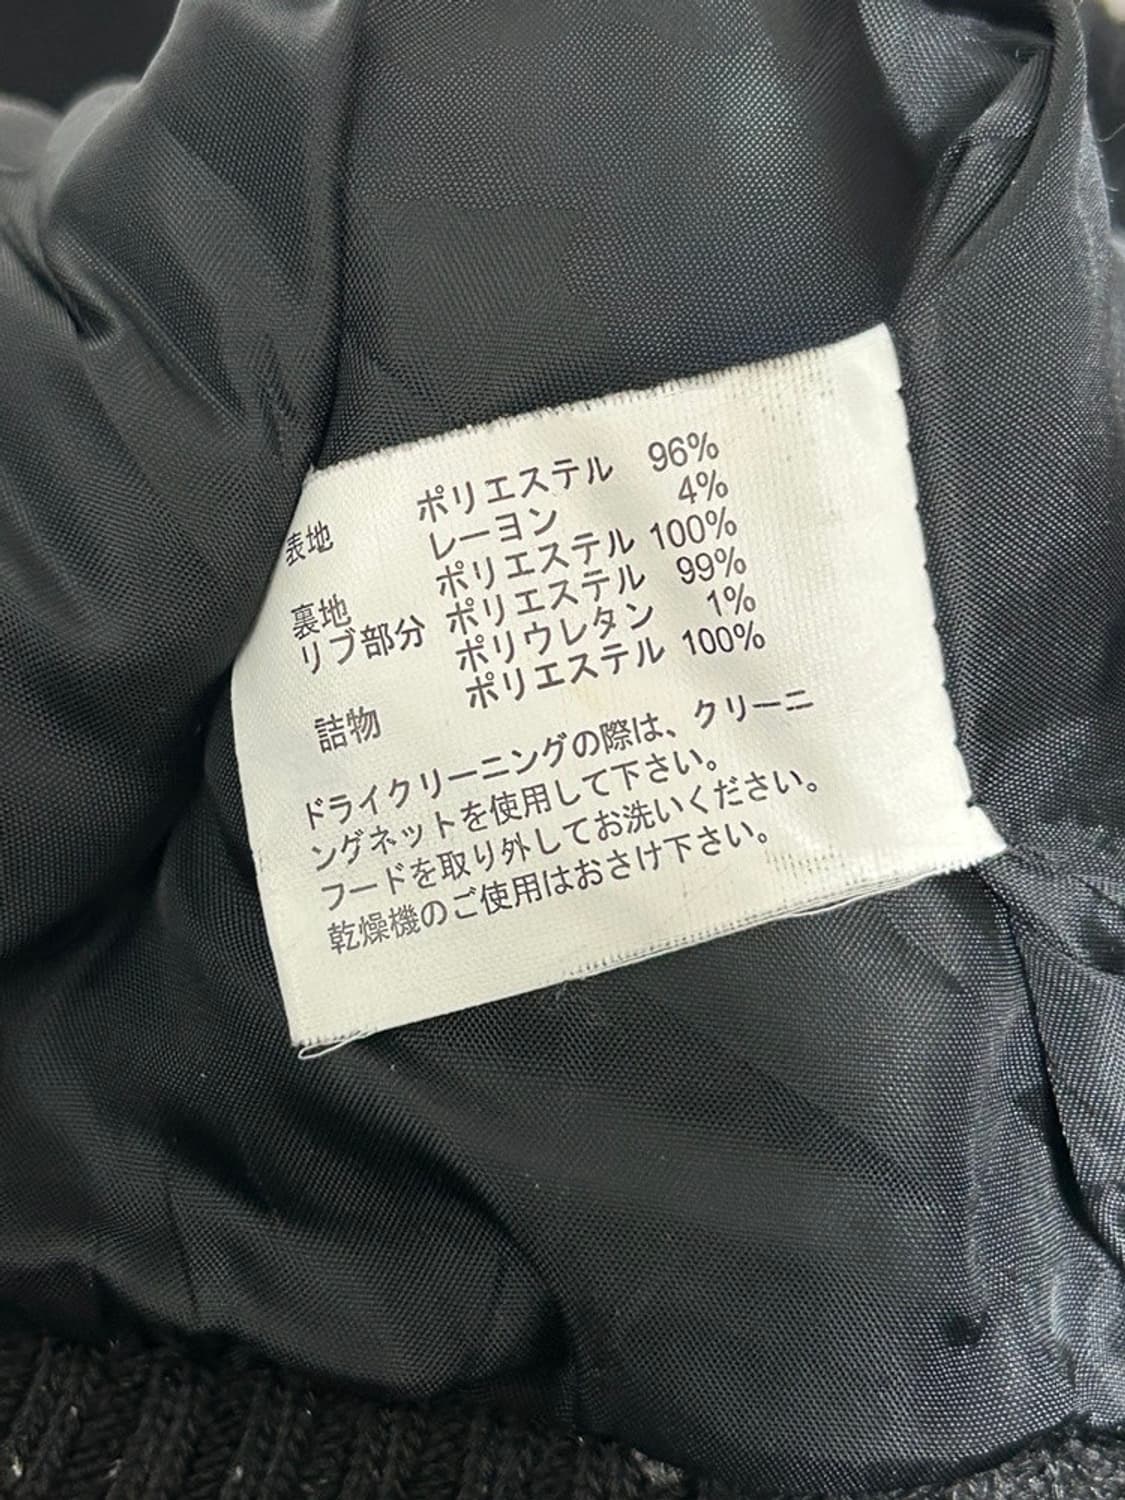 表地 ポリエステル 96%
レーヨン 4%
裏地 ポリエステル 100%
リブ部分 ポリエステル 99%
ポリウレタン 1%
詰物 ポリエステル 100%
ドライクリーニングの際は、クリーニ
ングネットを使用して下さい。
フードを取り外してお洗いください。
乾燥機のご使用はおさけ下さい。